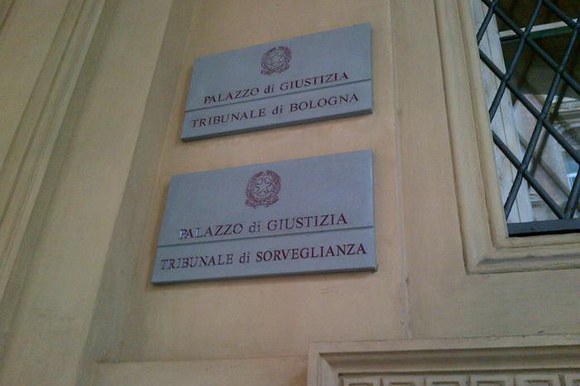 PALAZZO di GIUSTIZIA
TRIBUNALE di BOLOGNA
PALAZZO di GIUSTIZIA
TRIBUNALE di SORVEGLIANZA